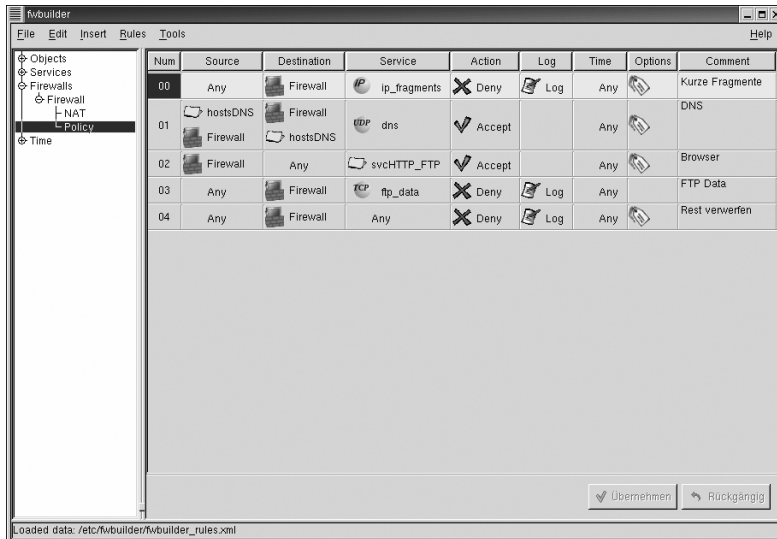 fwbuilder
File Edit Insert Rules Tools Help
Objects
Services
Firewalls
Firewall
NAT
Policy
Time
Num Source Destination Service Action Log Time Options Comment
00 Any Firewall IP ip_fragments Deny Log Any Kurze Fragmente
01 hostsDNS Firewall Firewall hostsDNS UDP dns Accept Any DNS
02 Firewall Any svcHTTP_FTP Accept Any Browser
03 Any Firewall TCP ftp_data Deny Log Any FTP Data
04 Any Firewall Any Deny Log Any Rest verwerfen
Übernehmen Rückgängig
Loaded data: /etc/fwbuilder/fwbuilder_rules.xml